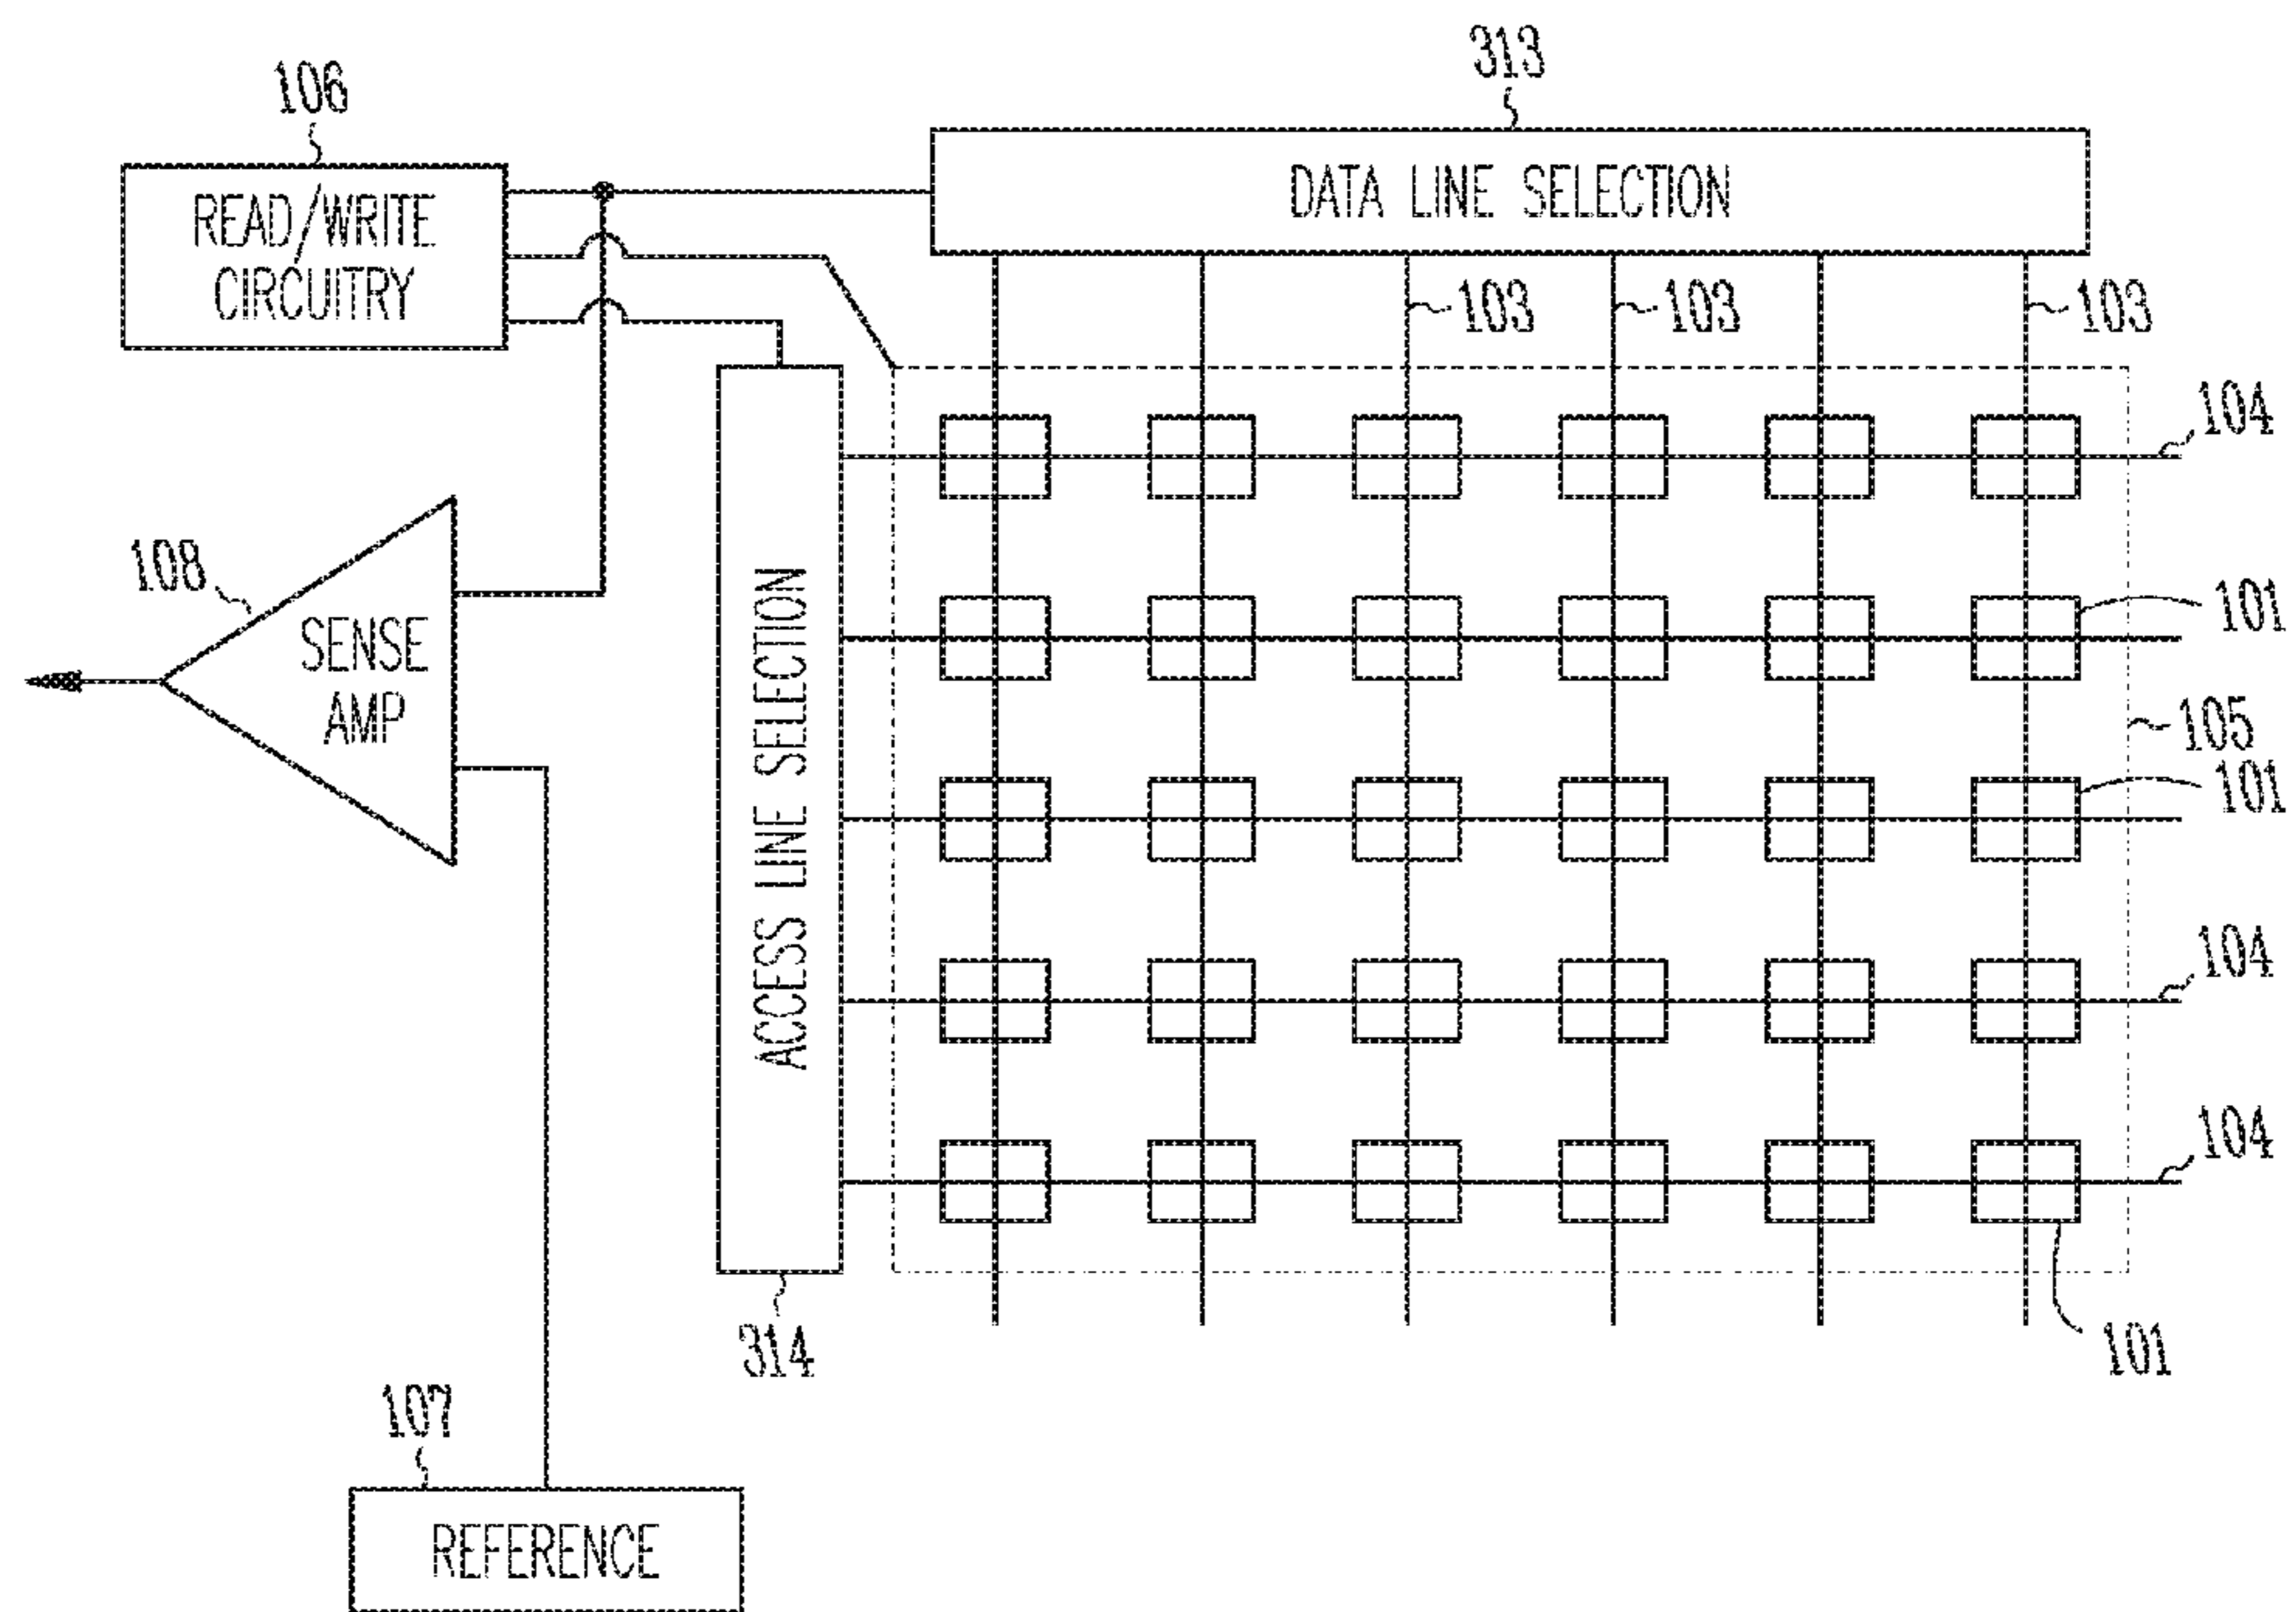 313
106
DATA LINE SELECTION
READ/WRITE
CIRCUITRY
103
103
103
104
108
SENSE
AMP
ACCESS LINE SELECTION
101
105
101
104
104
314
101
107
REFERENCE